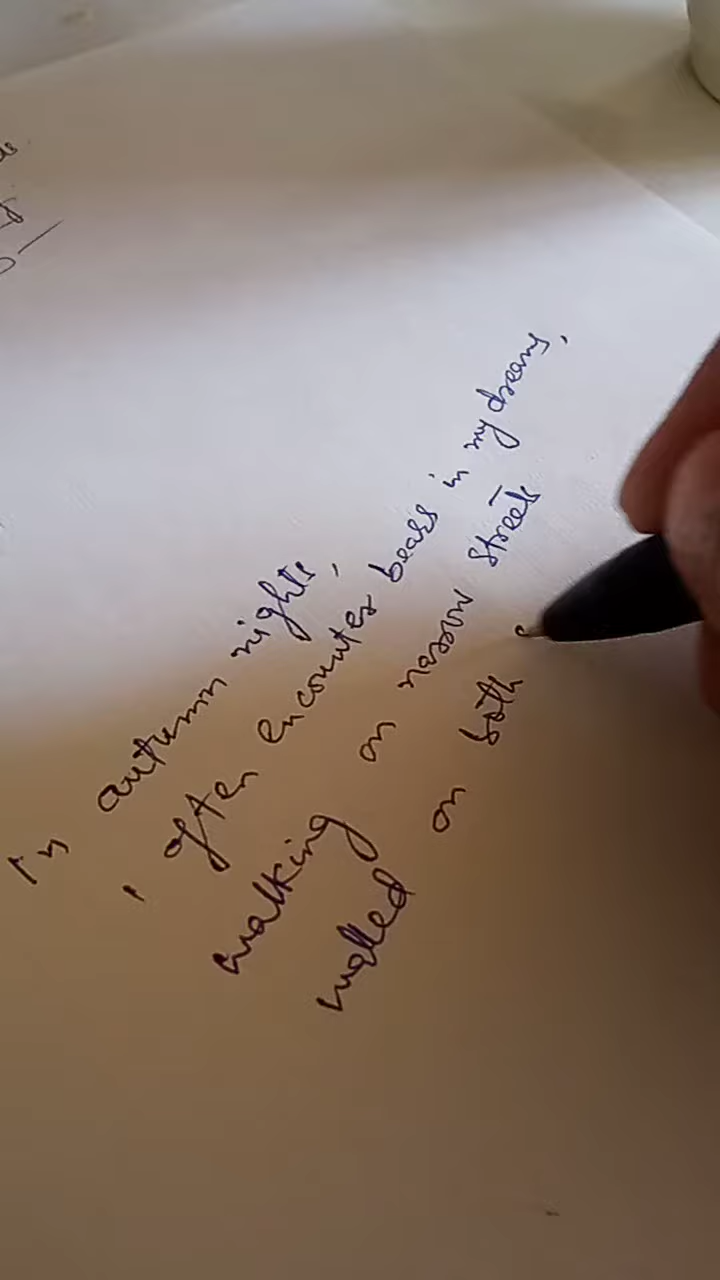 In autumn nights,
I often encounter bears in my dreams,
walking on narrow streets
walled on both s